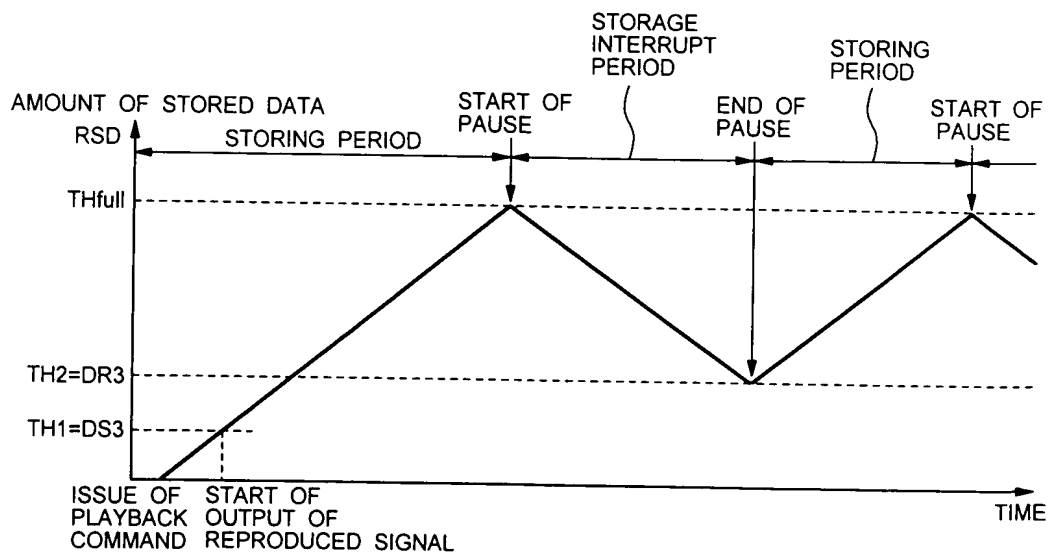 STORAGE
INTERRUPT
PERIOD
STORING
PERIOD
AMOUNT OF STORED DATA
RSD
STORING PERIOD
START OF
PAUSE
END OF
PAUSE
START OF
PAUSE
THfull
TH2=DR3
TH1=DS3
ISSUE OF
PLAYBACK
COMMAND
START OF
OUTPUT OF
REPRODUCED SIGNAL
TIME